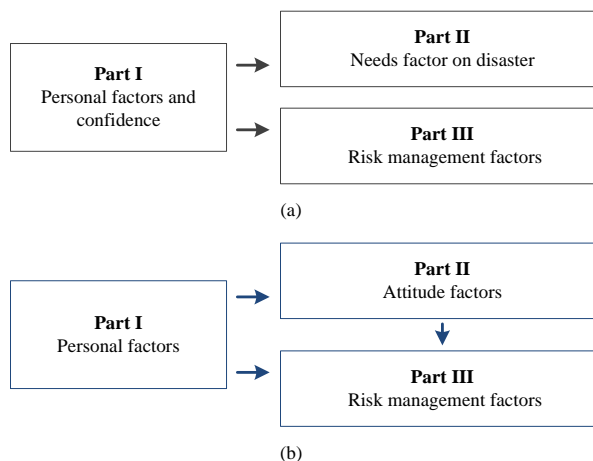 Part I
Personal factors and
confidence
Part II
Needs factor on disaster
Part III
Risk management factors
(a)
Part I
Personal factors
Part II
Attitude factors
Part III
Risk management factors
(b)